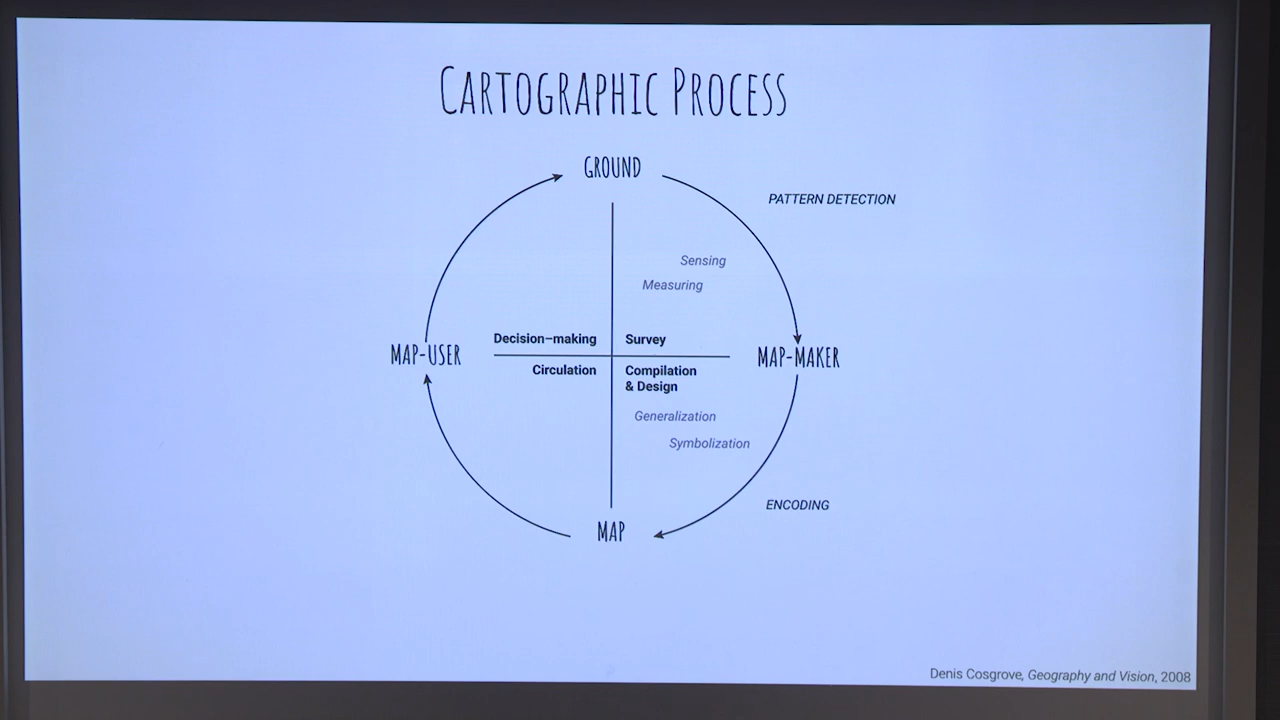 CARTOGRAPHIC PROCESS
GROUND
PATTERN DETECTION
Sensing
Measuring
Decision–making
Survey
MAP-USER
MAP-MAKER
Circulation
Compilation
& Design
Generalization
Symbolization
ENCODING
MAP
Denis Cosgrove, Geography and Vision, 2008